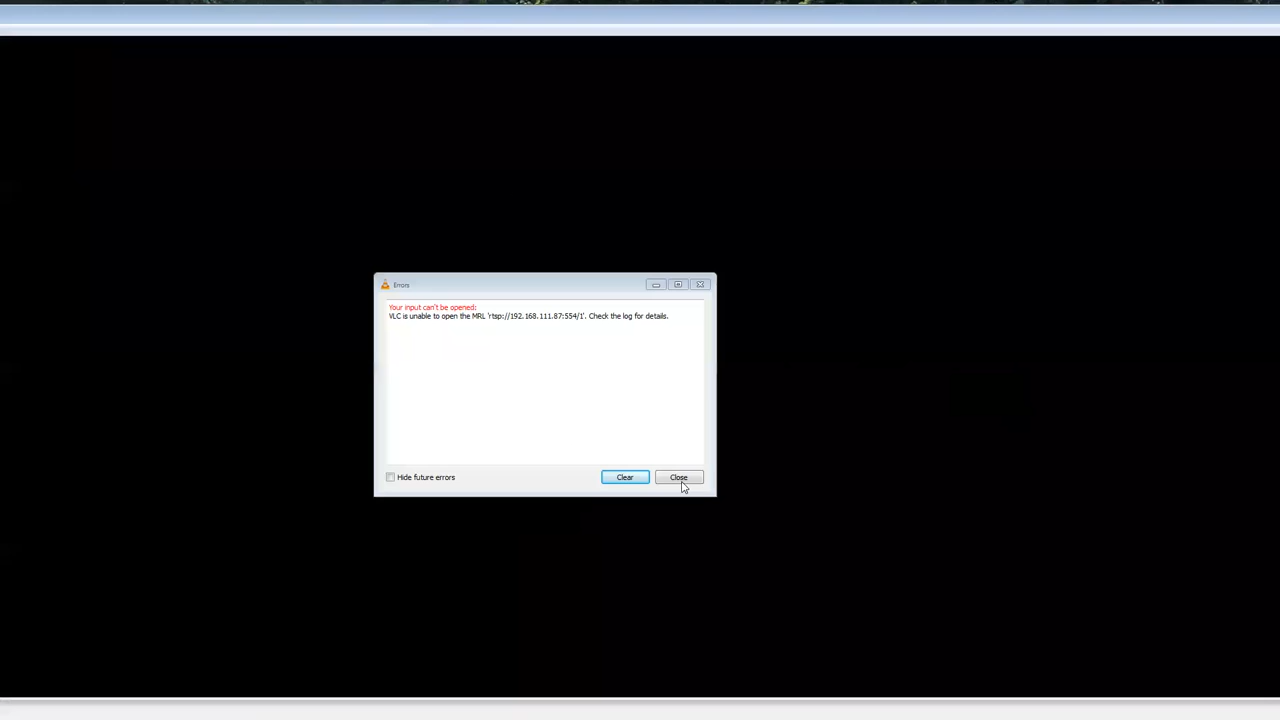 Errors
Your input can't be opened:
VLC is unable to open the MRL 'rtsp://192.168.111.87:554/1'. Check the log for details.
Hide future errors
Clear
Close